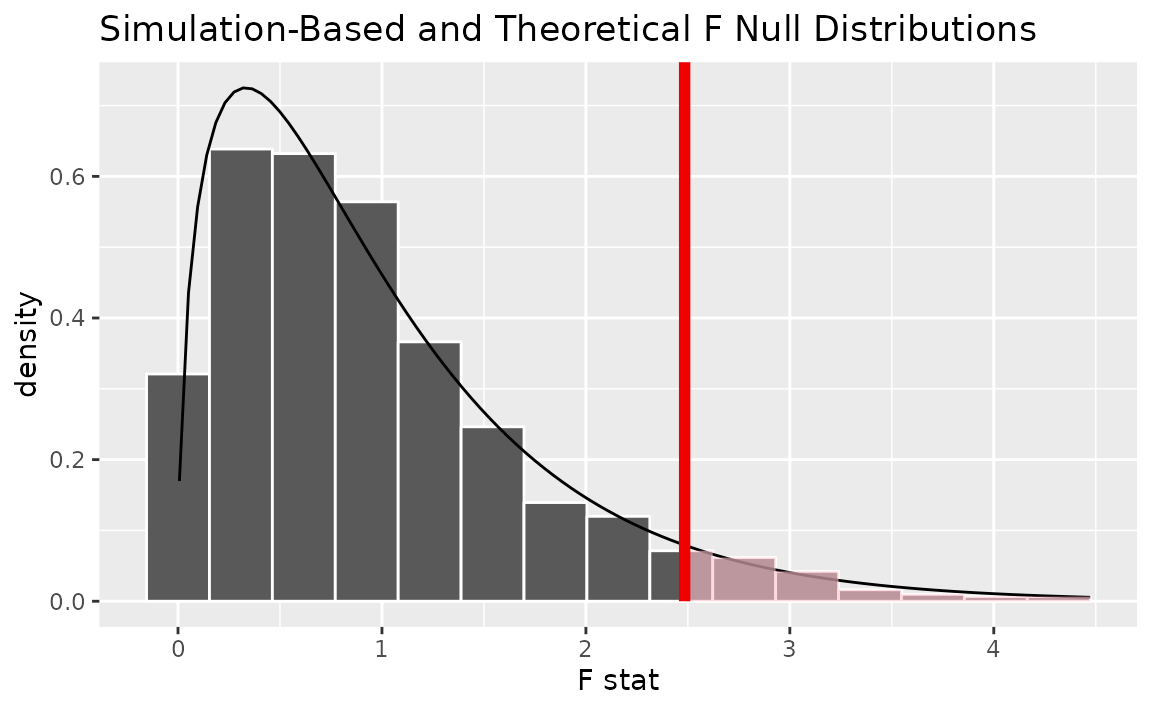 Simulation-Based and Theoretical F Null Distributions
density
0.6
0.4
0.2
0.0
0 1 2 3 4
F stat